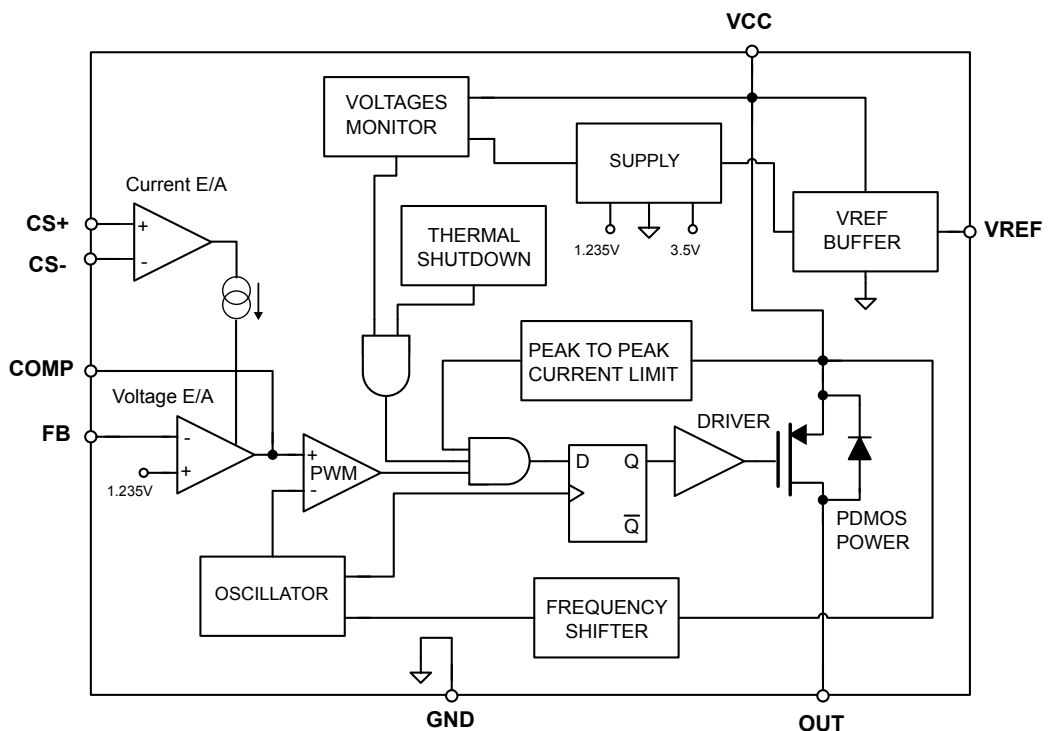 VCC
VOLTAGES
MONITOR
SUPPLY
1.235V
3.5V
VREF
BUFFER
VREF
Current E/A
CS+
+
CS-
-
THERMAL
SHUTDOWN
COMP
PEAK TO PEAK
CURRENT LIMIT
Voltage E/A
FB
-
+
1.235V
+
PWM
-
D
Q
Q̅
DRIVER
PDMOS
POWER
OSCILLATOR
FREQUENCY
SHIFTER
GND
OUT